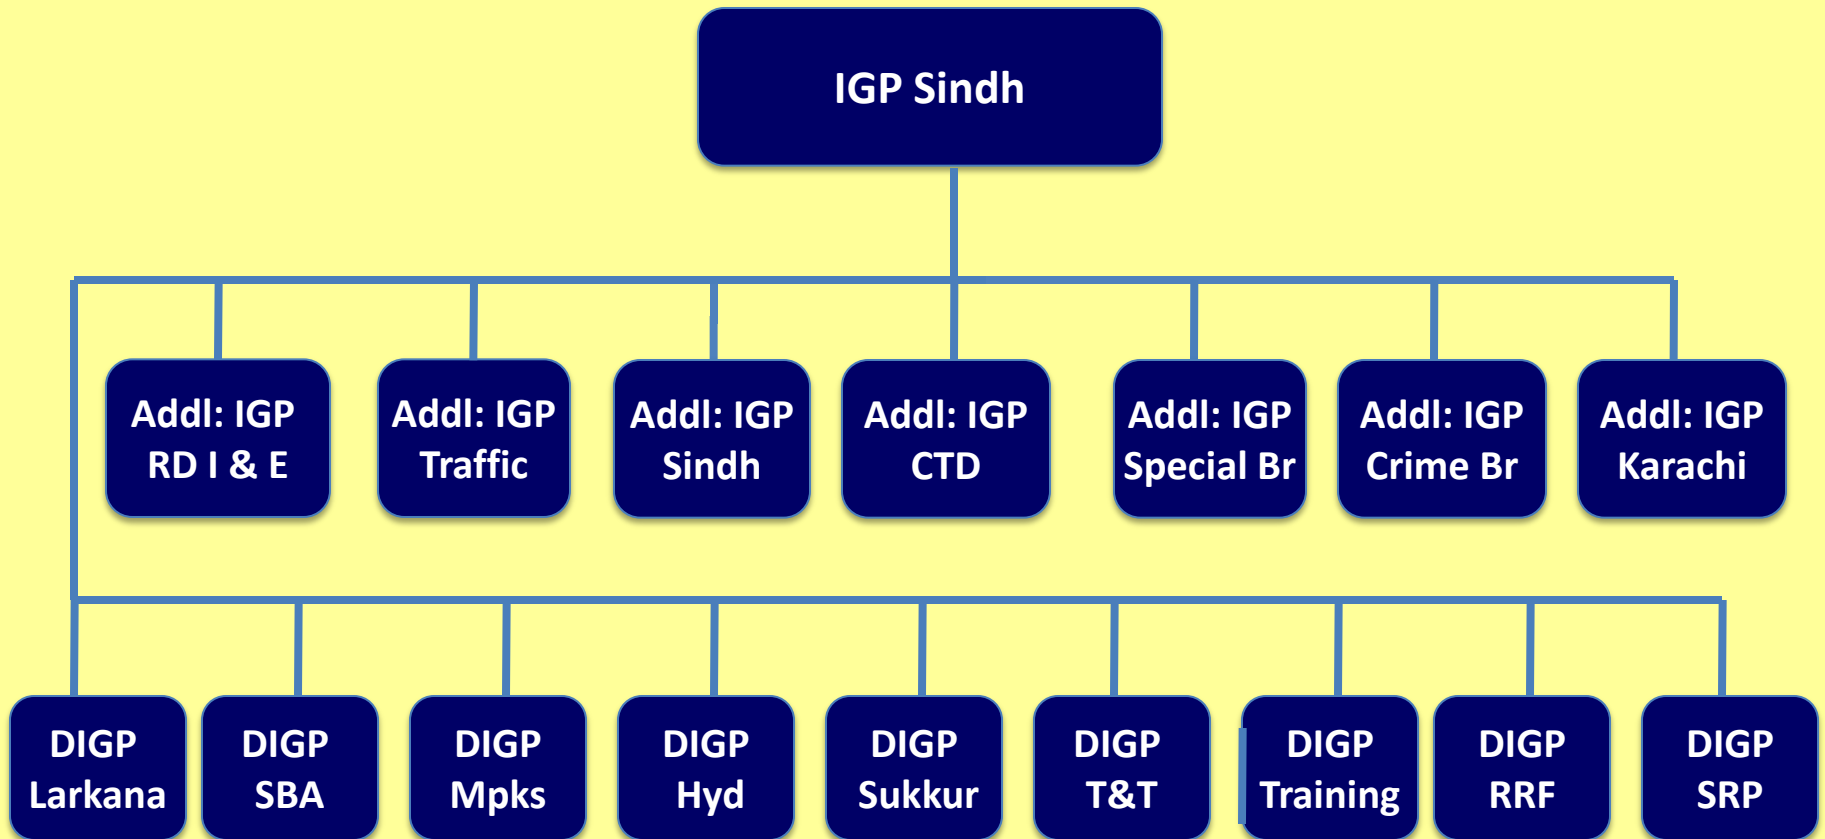 IGP Sindh
Addl: IGP
RD I & E
Addl: IGP
Traffic
Addl: IGP
Sindh
Addl: IGP
CTD
Addl: IGP
Special Br
Addl: IGP
Crime Br
Addl: IGP
Karachi
DIGP
Larkana
DIGP
SBA
DIGP
Mpks
DIGP
Hyd
DIGP
Sukkur
DIGP
T&T
DIGP
Training
DIGP
RRF
DIGP
SRP